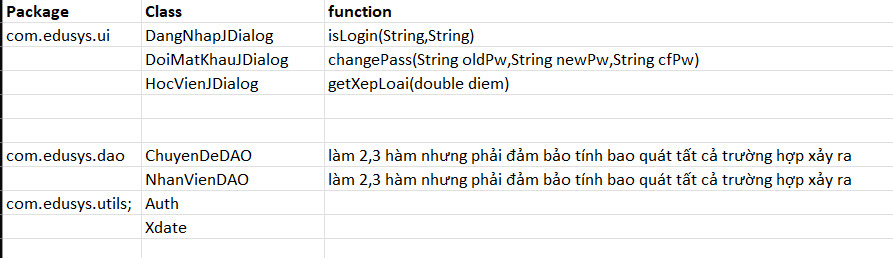 Package Class function
com.edusys.ui DangNhapJDialog isLogin(String,String)
DoiMatKhauJDialog changePass(String oldPw,String newPw,String cfPw)
HocVienJDialog getXepLoai(double diem)
com.edusys.dao ChuyenDeDAO làm 2,3 hàm nhưng phải đảm bảo tính bao quát tất cả trường hợp xảy ra
NhanVienDAO làm 2,3 hàm nhưng phải đảm bảo tính bao quát tất cả trường hợp xảy ra
com.edusys.utils; Auth
Xdate